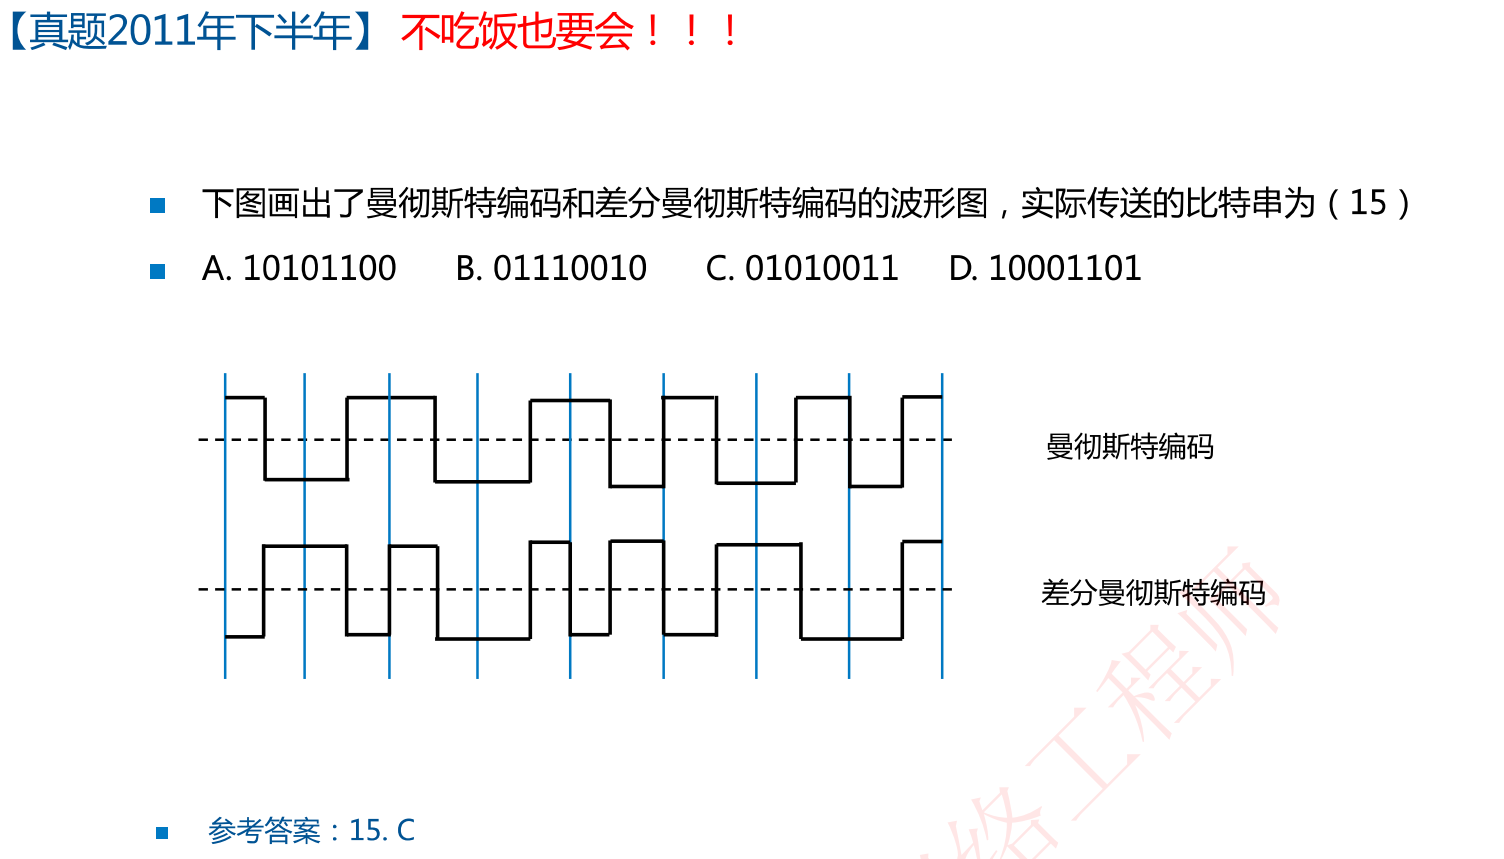 【真题2011年下半年】 不吃饭也要会！！！
下图画出了曼彻斯特编码和差分曼彻斯特编码的波形图，实际传送的比特串为（15）
A. 10101100 B. 01110010 C. 01010011 D. 10001101
曼彻斯特编码
差分曼彻斯特编码
络工程师
参考答案：15. C